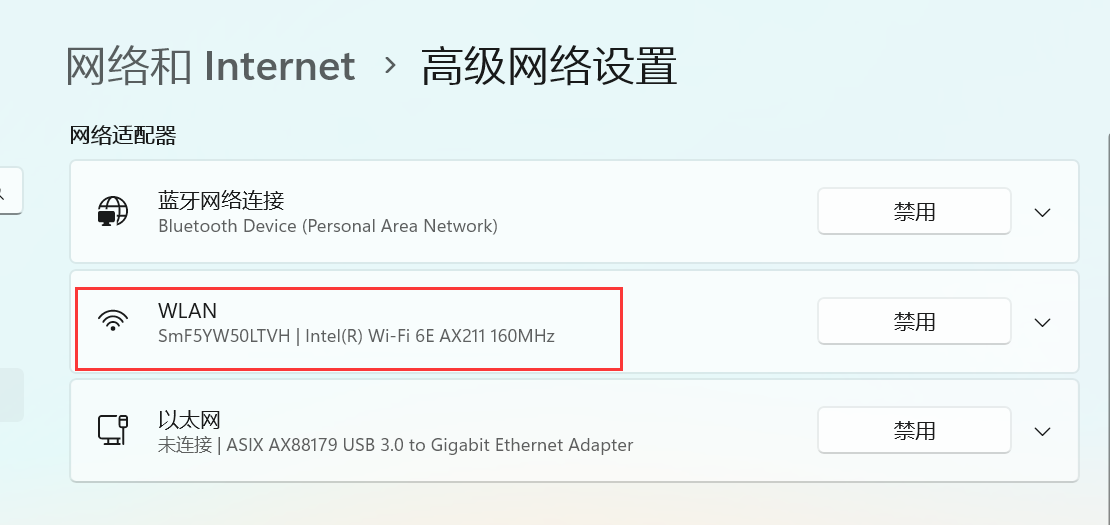 网络和 Internet > 高级网络设置
网络适配器
蓝牙网络连接
Bluetooth Device (Personal Area Network)
禁用
WLAN
SmF5YW50LTVH | Intel(R) Wi-Fi 6E AX211 160MHz
禁用
以太网
未连接 | ASIX AX88179 USB 3.0 to Gigabit Ethernet Adapter
禁用